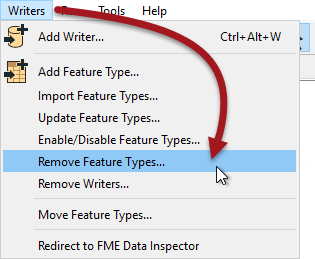 Writers Tools Help
Add Writer... Ctrl+Alt+W
Add Feature Type...
Import Feature Types...
Update Feature Types...
Enable/Disable Feature Types...
Remove Feature Types...
Remove Writers...
Move Feature Types...
Redirect to FME Data Inspector